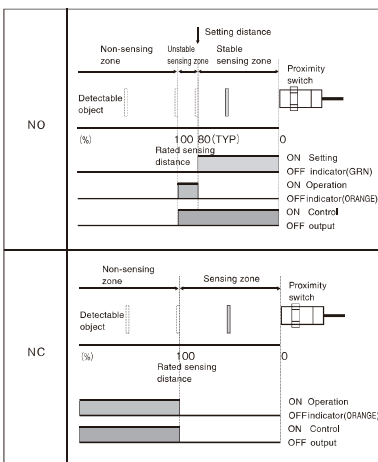 NO
Setting distance
Non-sensing zone
Unstable sensing zone
Stable sensing zone
Proximity switch
Detectable object
(%)
100
80(TYP)
0
Rated sensing distance
ON Setting
OFF indicator(GRN)
ON Operation
OFF indicator(ORANGE)
ON Control
OFF output
NC
Non-sensing zone
Sensing zone
Proximity switch
Detectable object
(%)
100
0
Rated sensing distance
ON Operation
OFF indicator(ORANGE)
ON Control
OFF output